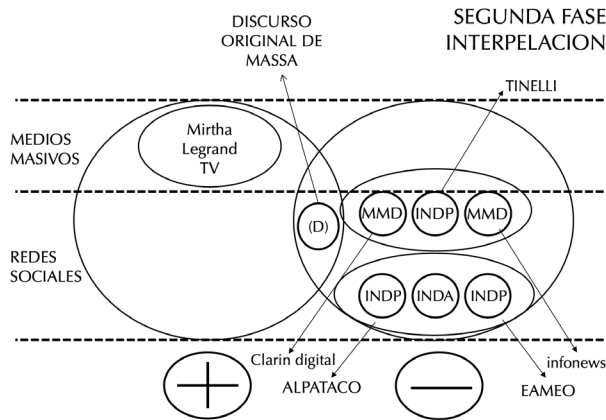 SEGUNDA FASE
INTERPELACION
DISCURSO
ORIGINAL DE
MASSA
TINELLI
MEDIOS
MASIVOS
Mirtha
Legrand
TV
REDES
SOCIALES
(D)
MMD
INDP
MMD
INDP
INDA
INDP
Clarin digital
infonews
ALPATACO
EAMEO